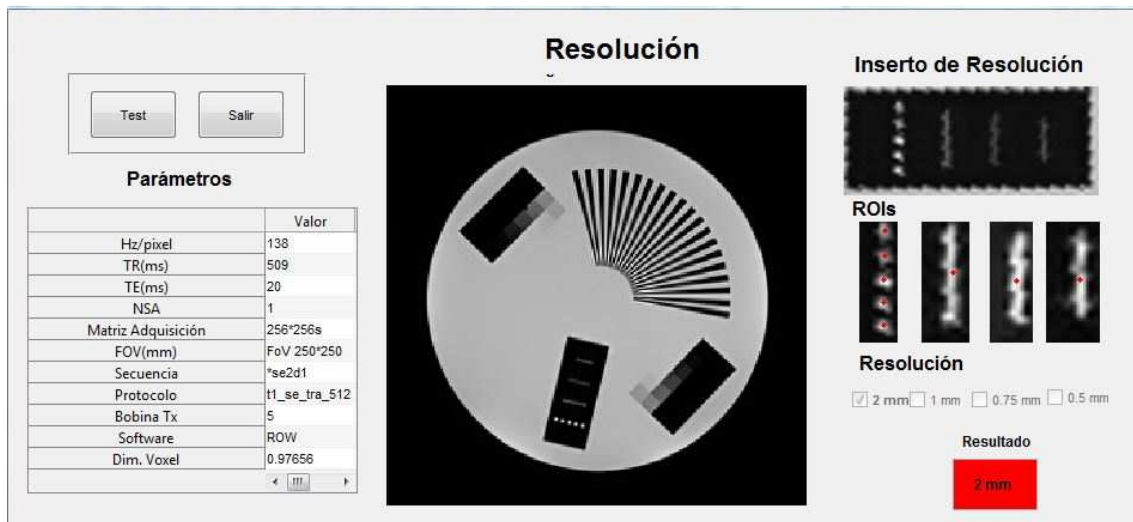 Resolución
Test
Salir
Parámetros
Valor
Hz/pixel 138
TR(ms) 509
TE(ms) 20
NSA 1
Matriz Adquisición 256*256s
FOV(mm) FoV 250*250
Secuencia *se2d1
Protocolo t1_se_tra_512
Bobina Tx 5
Software ROW
Dim. Voxel 0.97656
Inserto de Resolución
ROIs
Resolución
2 mm 1 mm 0.75 mm 0.5 mm
Resultado
2 mm